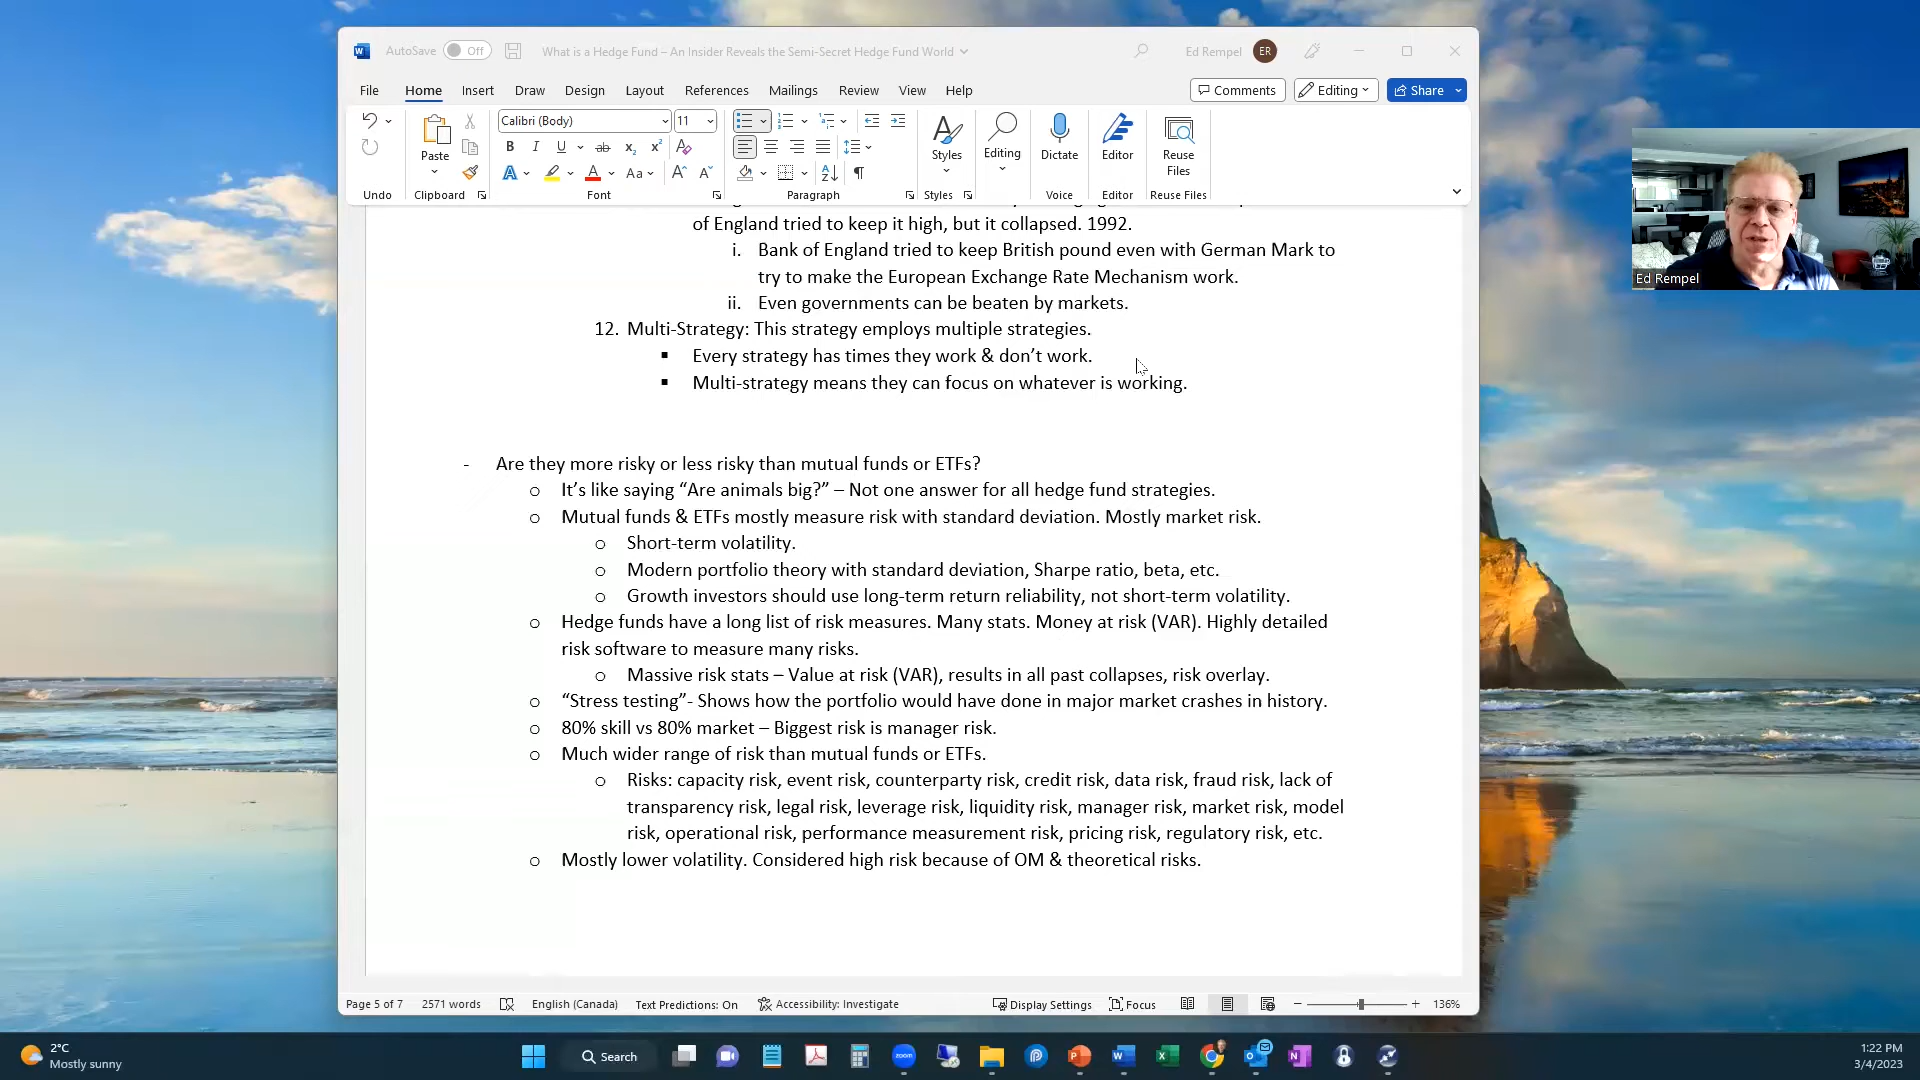 AutoSave Off What is a Hedge Fund – An Insider Reveals the Semi-Secret Hedge Fund World Ed Rempel ER
File Home Insert Draw Design Layout References Mailings Review View Help Comments Editing Share
Calibri (Body) 11
Paste Styles Editing Dictate Editor Reuse Files
Undo Clipboard Font Paragraph Styles Voice Editor Reuse Files
of England tried to keep it high, but it collapsed. 1992.
i. Bank of England tried to keep British pound even with German Mark to
try to make the European Exchange Rate Mechanism work.
ii. Even governments can be beaten by markets.
12. Multi-Strategy: This strategy employs multiple strategies.
▪ Every strategy has times they work & don’t work.
▪ Multi-strategy means they can focus on whatever is working.
- Are they more risky or less risky than mutual funds or ETFs?
o It’s like saying “Are animals big?” – Not one answer for all hedge fund strategies.
o Mutual funds & ETFs mostly measure risk with standard deviation. Mostly market risk.
o Short-term volatility.
o Modern portfolio theory with standard deviation, Sharpe ratio, beta, etc.
o Growth investors should use long-term return reliability, not short-term volatility.
o Hedge funds have a long list of risk measures. Many stats. Money at risk (VAR). Highly detailed
risk software to measure many risks.
o Massive risk stats – Value at risk (VAR), results in all past collapses, risk overlay.
o “Stress testing”- Shows how the portfolio would have done in major market crashes in history.
o 80% skill vs 80% market – Biggest risk is manager risk.
o Much wider range of risk than mutual funds or ETFs.
o Risks: capacity risk, event risk, counterparty risk, credit risk, data risk, fraud risk, lack of
transparency risk, legal risk, leverage risk, liquidity risk, manager risk, market risk, model
risk, operational risk, performance measurement risk, pricing risk, regulatory risk, etc.
o Mostly lower volatility. Considered high risk because of OM & theoretical risks.
Page 5 of 7 2571 words English (Canada) Text Predictions: On Accessibility: Investigate Display Settings Focus 136%
Ed Rempel
2°C
Mostly sunny
Search
zoom
1:22 PM
3/4/2023